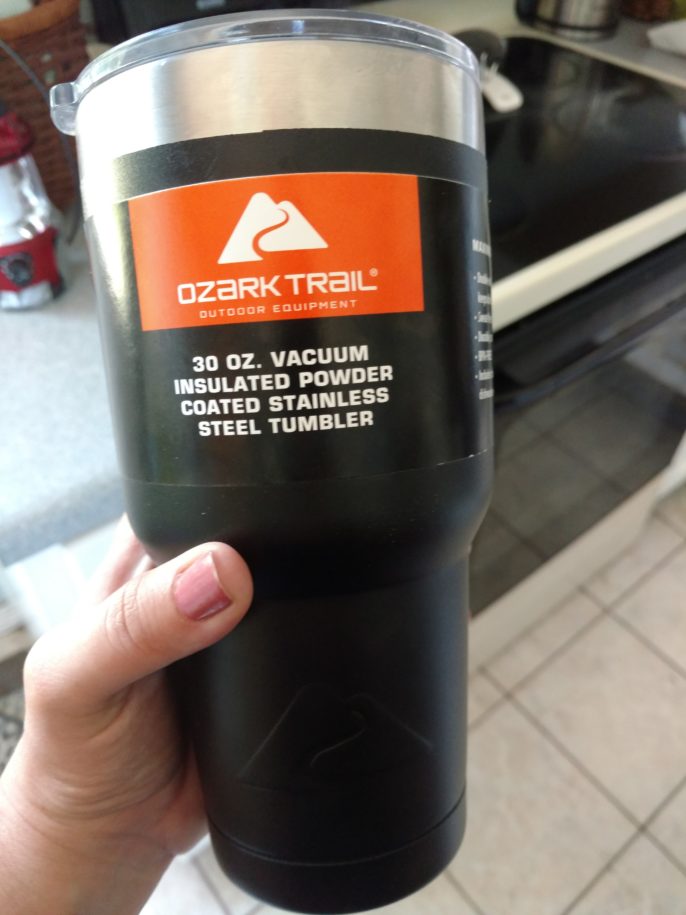 OZARK TRAIL®
OUTDOOR EQUIPMENT
30 OZ. VACUUM
INSULATED POWDER
COATED STAINLESS
STEEL TUMBLER